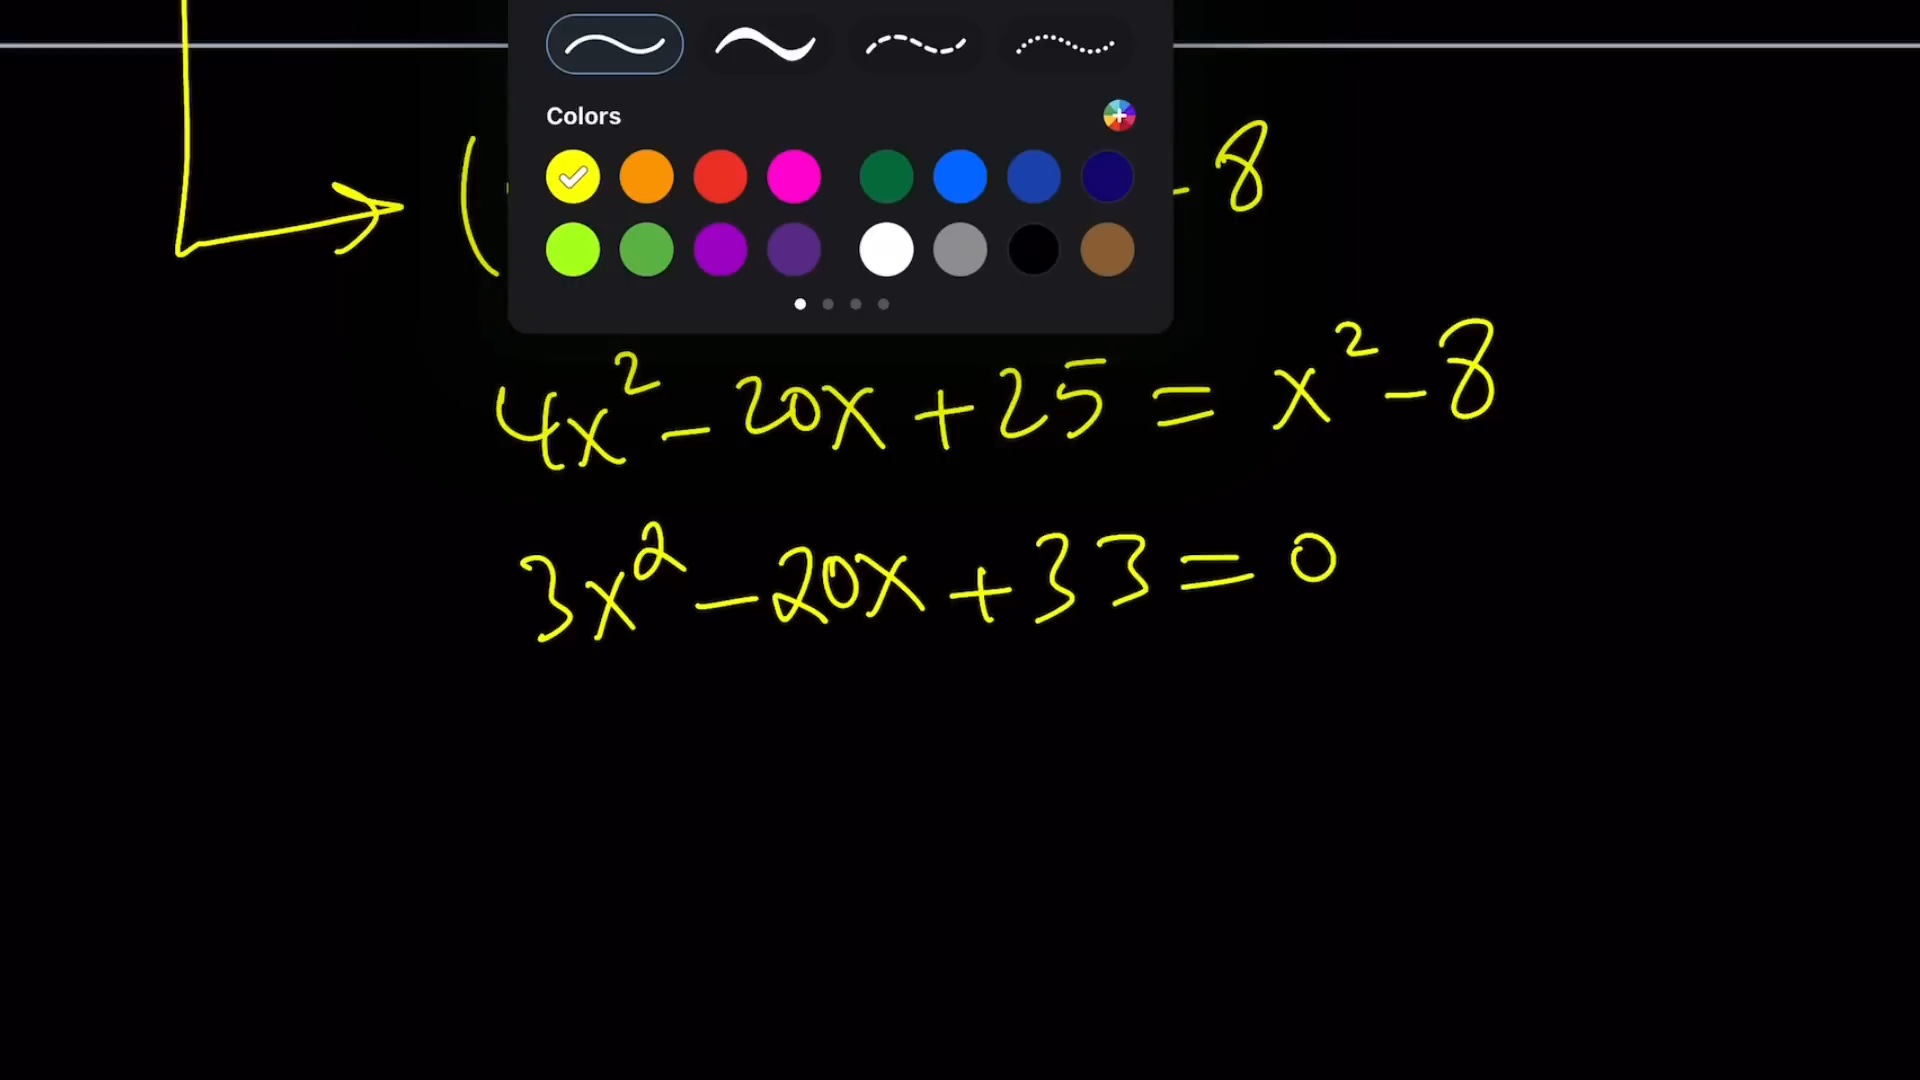 Colors
( - 8
4x² - 20x + 25 = x² - 8
3x² - 20x + 33 = 0